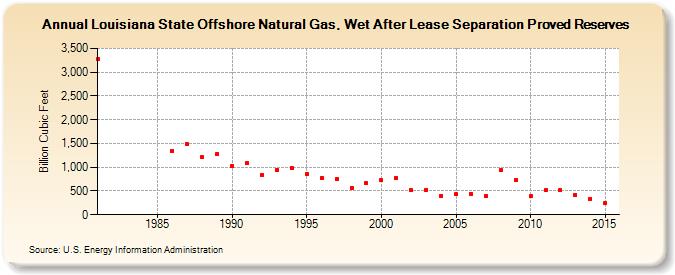 Annual Louisiana State Offshore Natural Gas, Wet After Lease Separation Proved Reserves
Billion Cubic Feet
3,500
3,000
2,500
2,000
1,500
1,000
500
0
1985 1990 1995 2000 2005 2010 2015
Source: U.S. Energy Information Administration